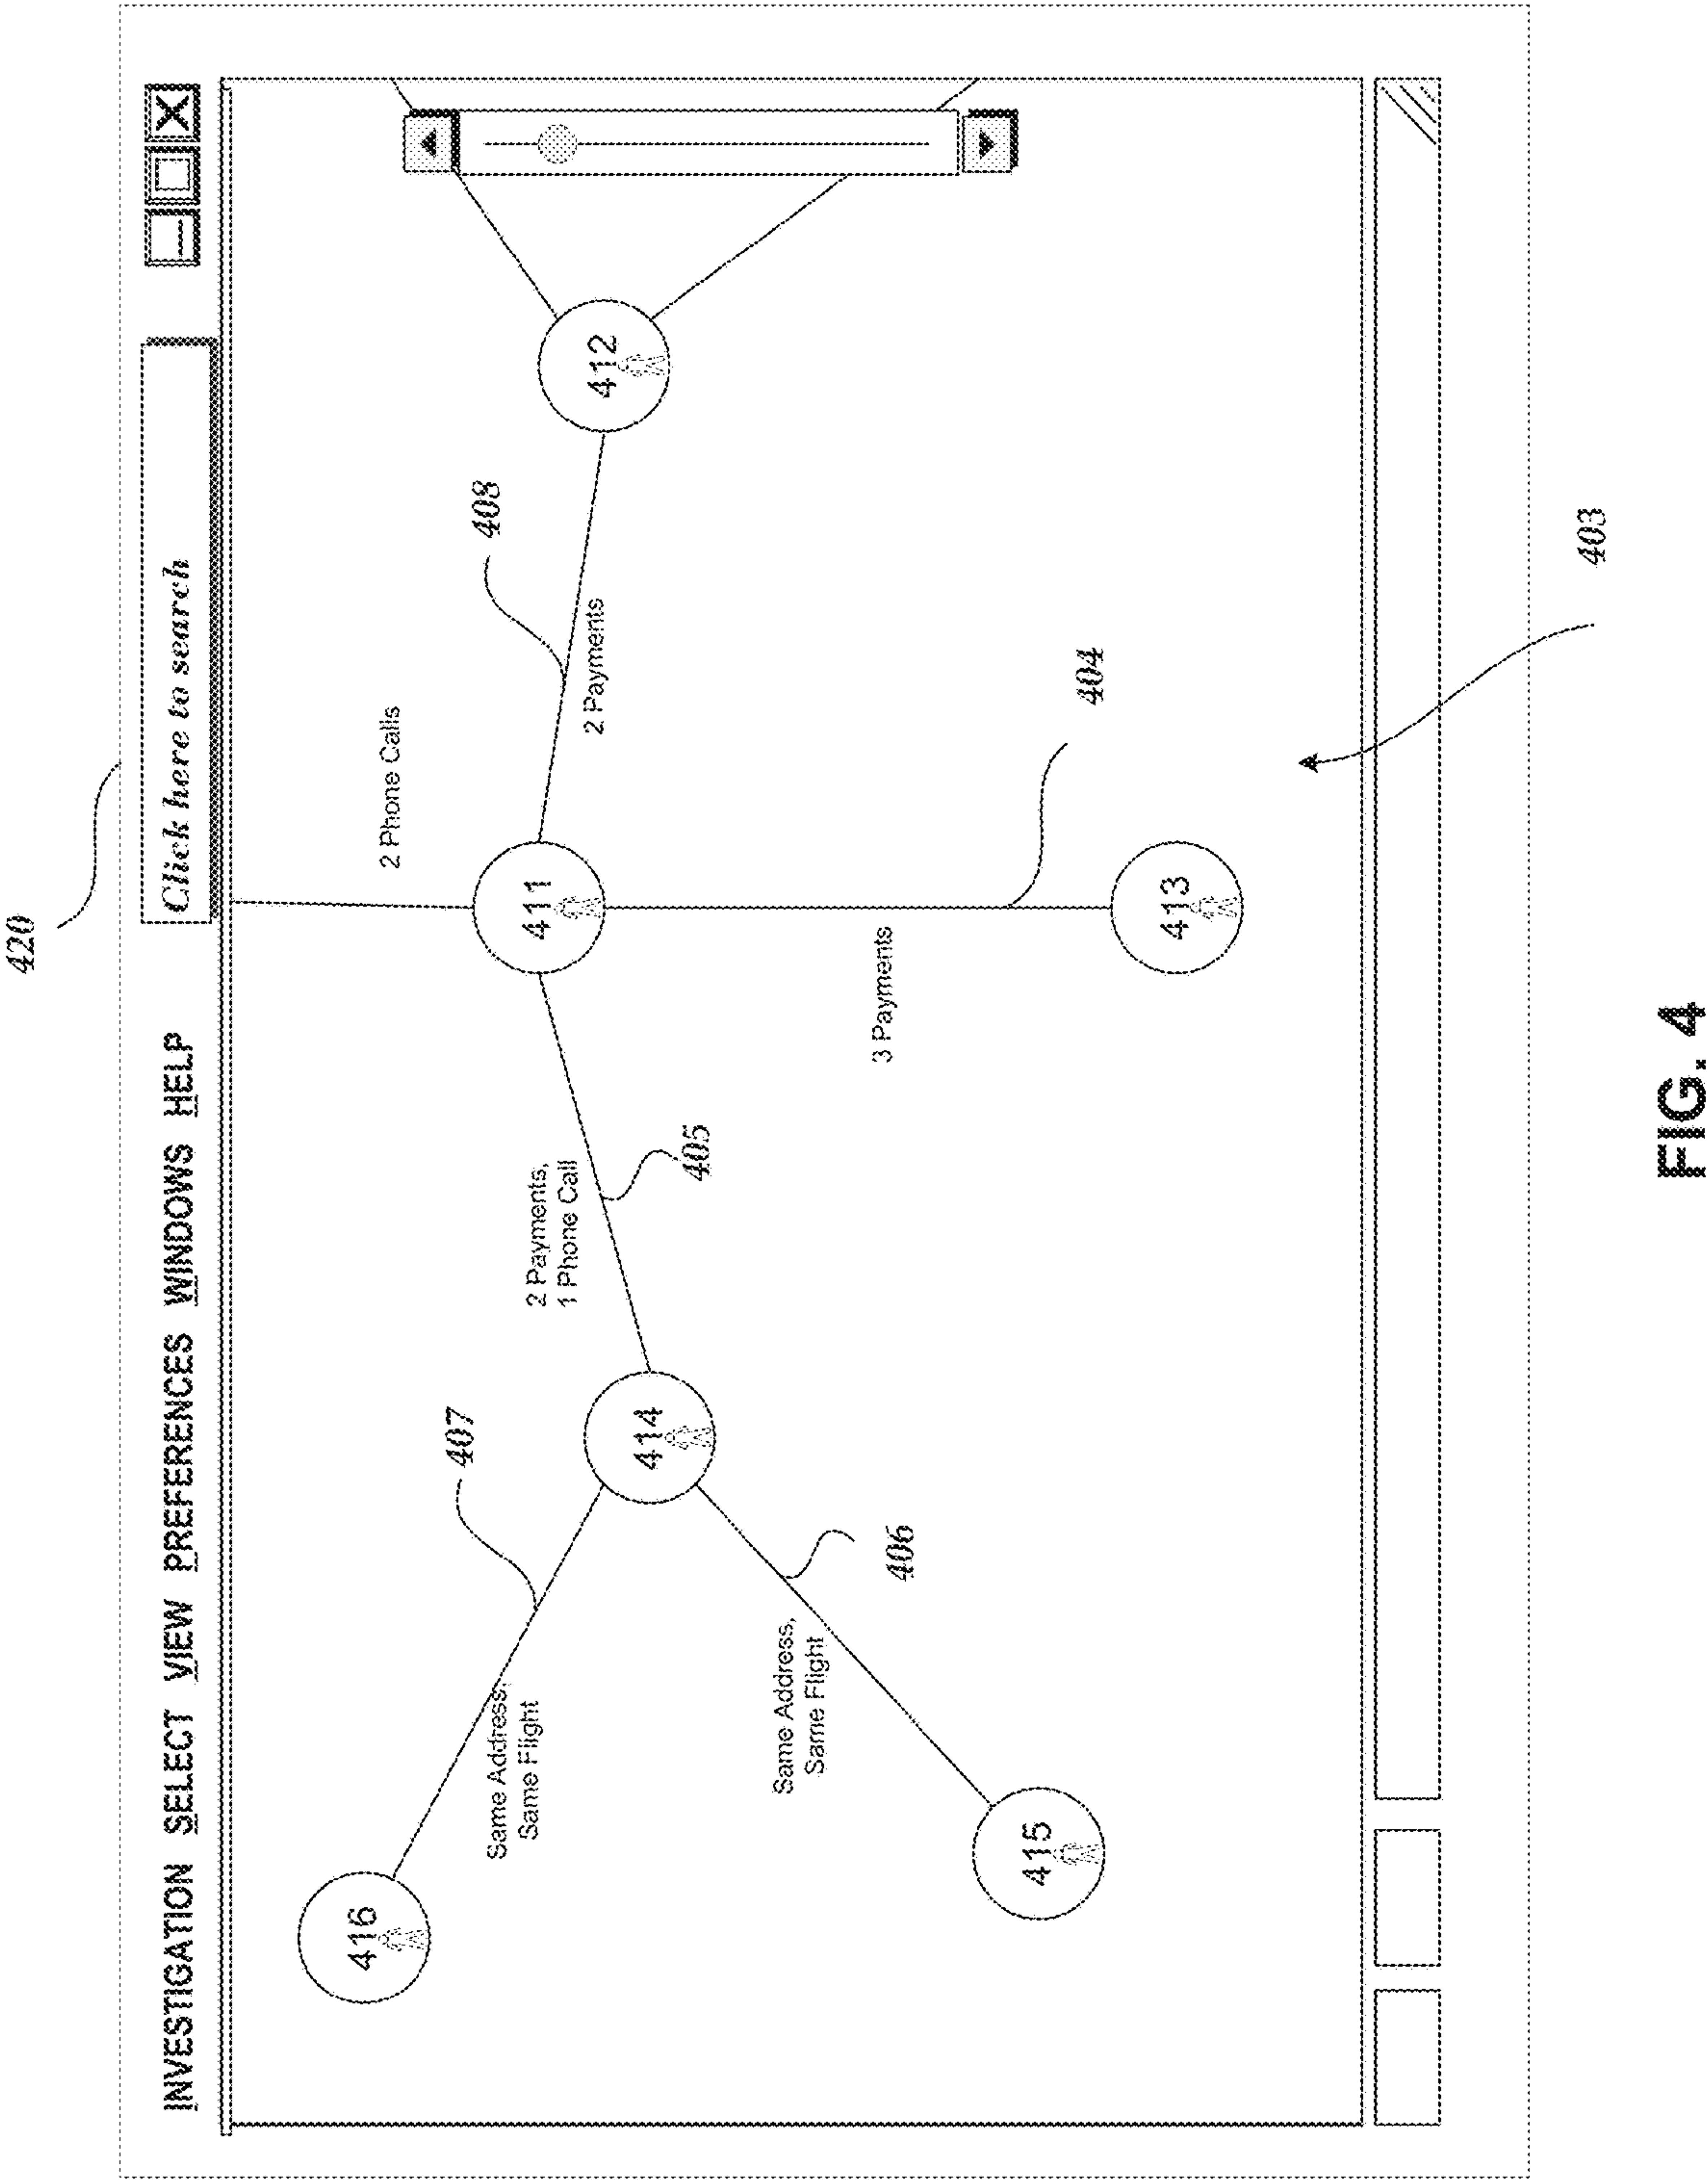 420
INVESTIGATION SELECT VIEW PREFERENCES WINDOWS HELP
Click here to search
2 Phone Calls
416
407
408
411
412
2 Payments,
1 Phone Call
2 Payments
Same Address,
Same Flight
414
405
3 Payments
Same Address,
Same Flight
406
404
415
413
403
FIG. 4